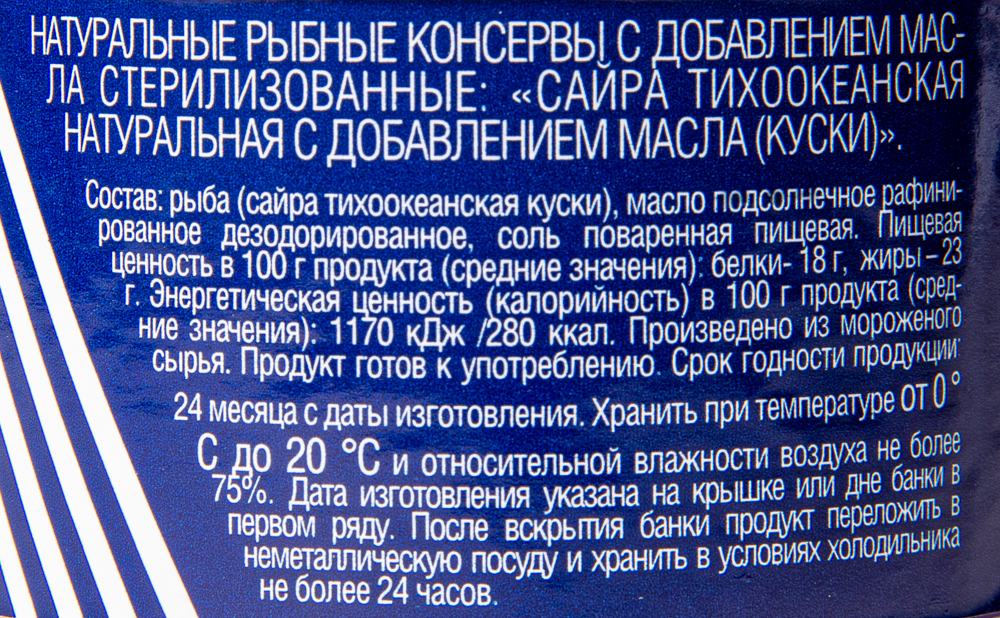 НАТУРАЛЬНЫЕ РЫБНЫЕ КОНСЕРВЫ С ДОБАВЛЕНИЕМ МАС-
ЛА СТЕРИЛИЗОВАННЫЕ: «САЙРА ТИХООКЕАНСКАЯ
НАТУРАЛЬНАЯ С ДОБАВЛЕНИЕМ МАСЛА (КУСКИ)».
Состав: рыба (сайра тихоокеанская куски), масло подсолнечное рафини-
рованное дезодорированное, соль поваренная пищевая. Пищевая
ценность в 100 г продукта (средние значения): белки- 18 г, жиры – 23
г. Энергетическая ценность (калорийность) в 100 г продукта (сред-
ние значения): 1170 кДж /280 ккал. Произведено из мороженого
сырья. Продукт готов к употреблению. Срок годности продукции
24 месяца с даты изготовления. Хранить при температуре от 0 °
С до 20 °С и относительной влажности воздуха не более
75%. Дата изготовления указана на крышке или дне банки в
первом ряду. После вскрытия банки продукт переложить в
неметаллическую посуду и хранить в условиях холодильника
не более 24 часов.